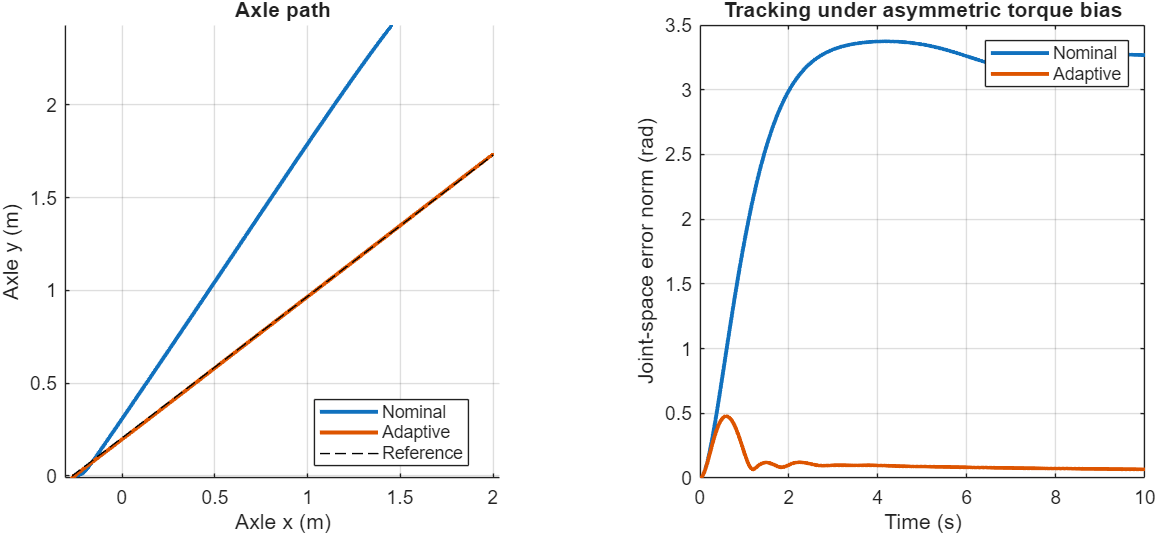 Axle path
Axle y (m)
2
1.5
1
0.5
0
0
0.5
1
1.5
2
Axle x (m)
Nominal
Adaptive
Reference
Tracking under asymmetric torque bias
Joint-space error norm (rad)
3.5
3
2.5
2
1.5
1
0.5
0
0
2
4
6
8
10
Time (s)
Nominal
Adaptive